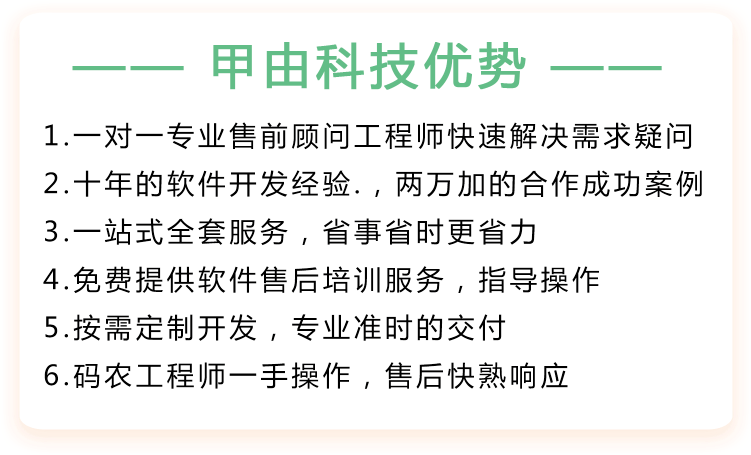 —— 甲由科技优势 ——
1.一对一专业售前顾问工程师快速解决需求疑问
2.十年的软件开发经验.，两万加的合作成功案例
3.一站式全套服务，省事省时更省力
4.免费提供软件售后培训服务，指导操作
5.按需定制开发，专业准时的交付
6.码农工程师一手操作，售后快熟响应